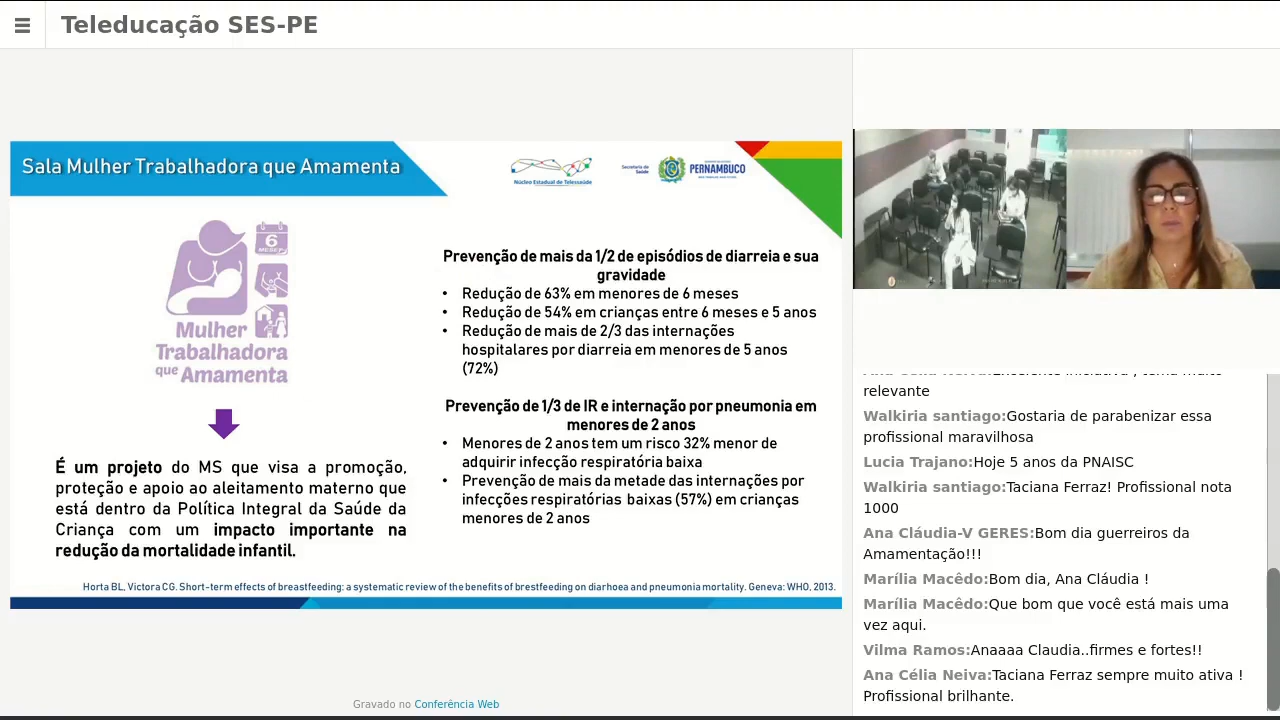 Teleducação SES-PE
Sala Mulher Trabalhadora que Amamenta
Núcleo Estadual de Telessaúde
Secretaria de
Saúde
PERNAMBUCO
6
MESES
Mulher
Trabalhadora
que Amamenta
É um projeto do MS que visa a promoção,
proteção e apoio ao aleitamento materno que
está dentro da Política Integral da Saúde da
Criança com um impacto importante na
redução da mortalidade infantil.
Prevenção de mais da 1/2 de episódios de diarreia e sua
gravidade
• Redução de 63% em menores de 6 meses
• Redução de 54% em crianças entre 6 meses e 5 anos
• Redução de mais de 2/3 das internações
hospitalares por diarreia em menores de 5 anos
(72%)
Prevenção de 1/3 de IR e internação por pneumonia em
menores de 2 anos
• Menores de 2 anos tem um risco 32% menor de
adquirir infecção respiratória baixa
• Prevenção de mais da metade das internações por
infecções respiratórias baixas (57%) em crianças
menores de 2 anos
Horta BL, Victora CG. Short-term effects of breastfeeding: a systematic review of the benefits of brestfeeding on diarhoea and pneumonia mortality. Geneva: WHO, 2013.
Gravado no Conferência Web
relevante
Walkiria santiago:Gostaria de parabenizar essa
profissional maravilhosa
Lucia Trajano:Hoje 5 anos da PNAISC
Walkiria santiago:Taciana Ferraz! Profissional nota
1000
Ana Cláudia-V GERES:Bom dia guerreiros da
Amamentação!!!
Marília Macêdo:Bom dia, Ana Cláudia !
Marília Macêdo:Que bom que você está mais uma
vez aqui.
Vilma Ramos:Anaaaa Claudia..firmes e fortes!!
Ana Célia Neiva:Taciana Ferraz sempre muito ativa !
Profissional brilhante.